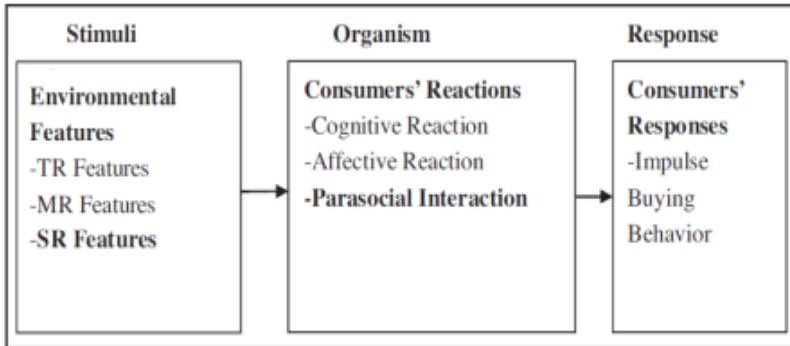 Stimuli
Organism
Response
Environmental
Features
-TR Features
-MR Features
-SR Features
Consumers' Reactions
-Cognitive Reaction
-Affective Reaction
-Parasocial Interaction
Consumers'
Responses
-Impulse
Buying
Behavior